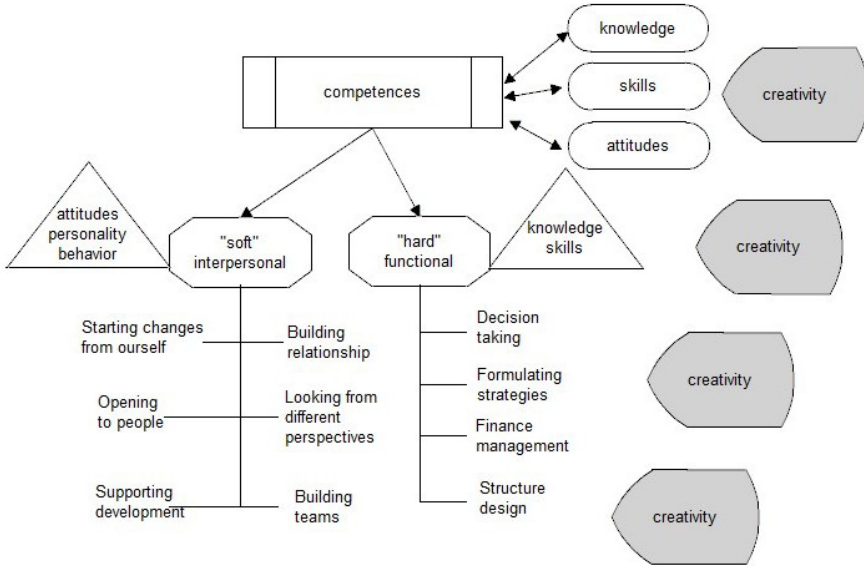 knowledge
competences
skills
creativity
attitudes
attitudes
personality
behavior
"soft"
interpersonal
"hard"
functional
knowledge
skills
creativity
Starting changes
from ourself
Building
relationship
Decision
taking
Formulating
strategies
creativity
Opening
to people
Looking from
different
perspectives
Finance
management
Supporting
development
Building
teams
Structure
design
creativity